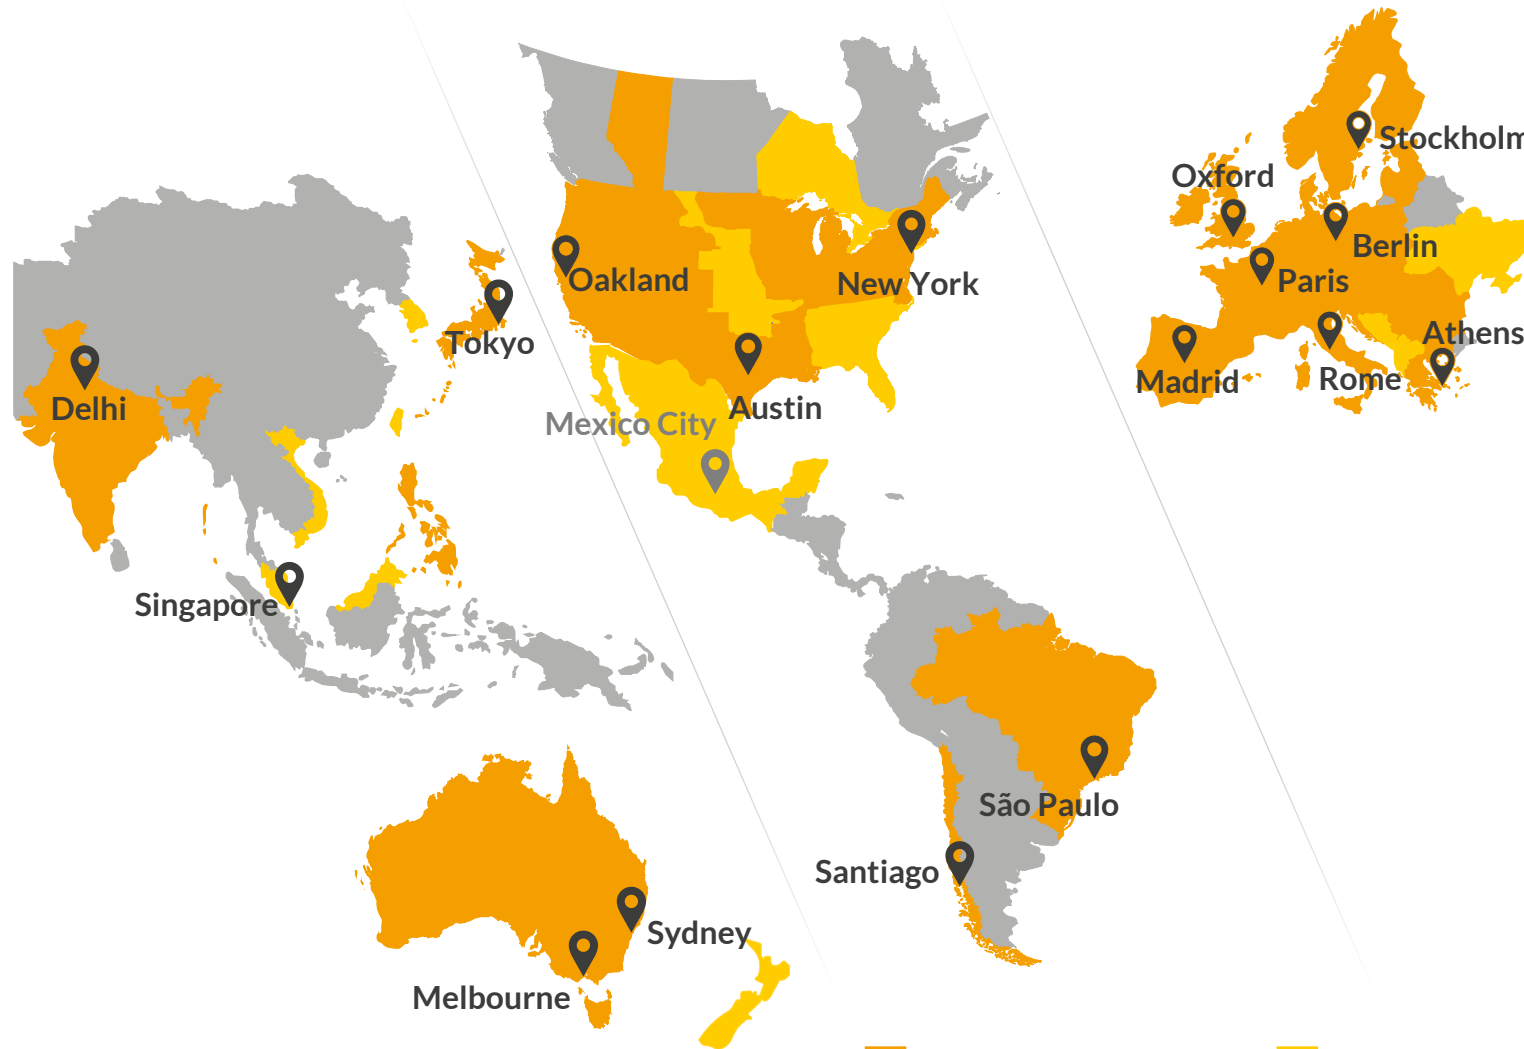 Stockholm
Oxford
Berlin
Oakland
New York
Paris
Tokyo
Athens
Madrid
Rome
Delhi
Austin
Mexico City
Singapore
São Paulo
Santiago
Sydney
Melbourne